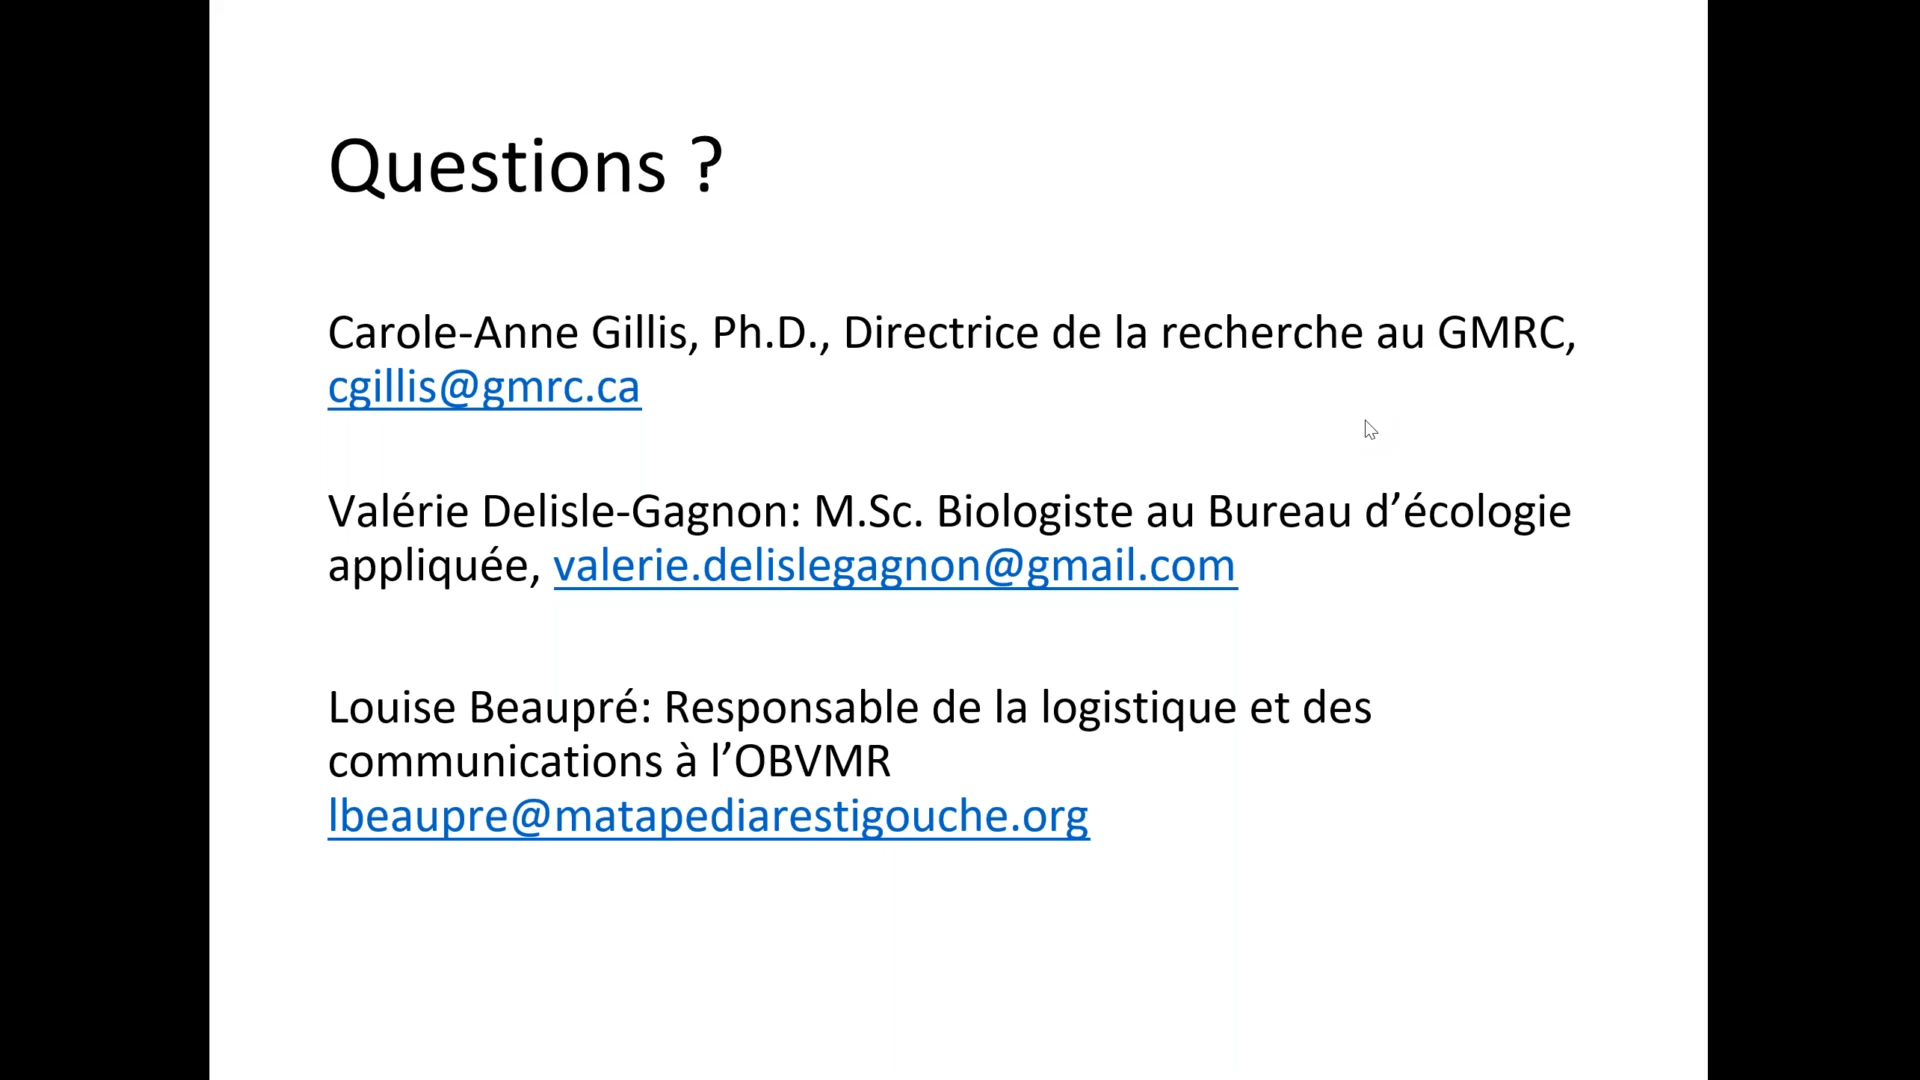 Questions ?
Carole-Anne Gillis, Ph.D., Directrice de la recherche au GMRC,
cgillis@gmrc.ca
Valérie Delisle-Gagnon: M.Sc. Biologiste au Bureau d’écologie
appliquée, valerie.delislegagnon@gmail.com
Louise Beaupré: Responsable de la logistique et des
communications à l’OBVMR
lbeaupre@matapediarestigouche.org